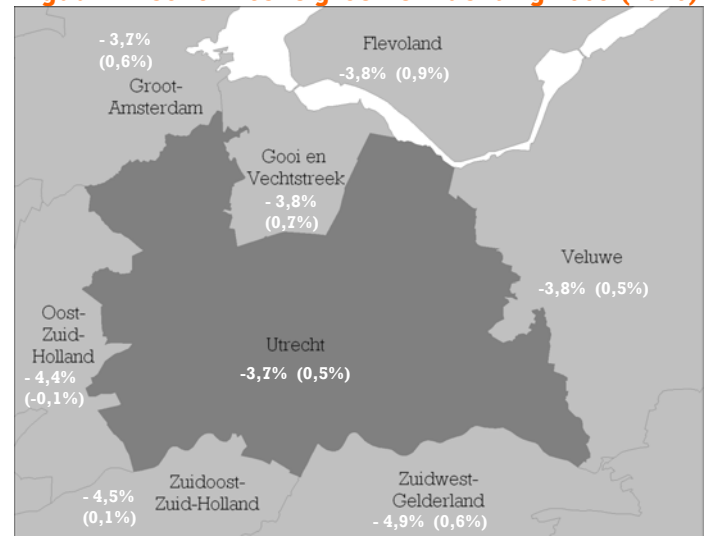 - 3,7%
(0,6%)
Groot-
Amsterdam
Flevoland
-3,8% (0,9%)
Gooi en
Vechtstreek
- 3,8%
(0,7%)
Veluwe
-3,8% (0,5%)
Oost-
Zuid-
Holland
- 4,4%
(-0,1%)
Utrecht
-3,7% (0,5%)
Zuidoost-
Zuid-Holland
- 4,5%
(0,1%)
Zuidwest-
Gelderland
- 4,9% (0,6%)